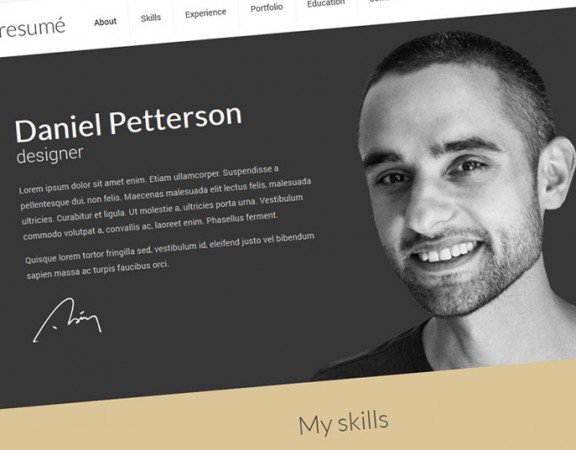 resumé
About Skills Experience Portfolio Education
Daniel Petterson
designer
Lorem ipsum dolor sit amet enim. Etiam ullamcorper. Suspendisse a
pellentesque dui, non felis. Maecenas malesuada elit lectus felis, malesuada
ultricies. Curabitur et ligula. Ut molestie a, ultricies porta urna. Vestibulum
commodo volutpat a, convallis ac, laoreet enim. Phasellus ferment.
Quisque lorem tortor fringilla sed, vestibulum id, eleifend justo vel bibendum
sapien massa ac turpis faucibus orci.
My skills